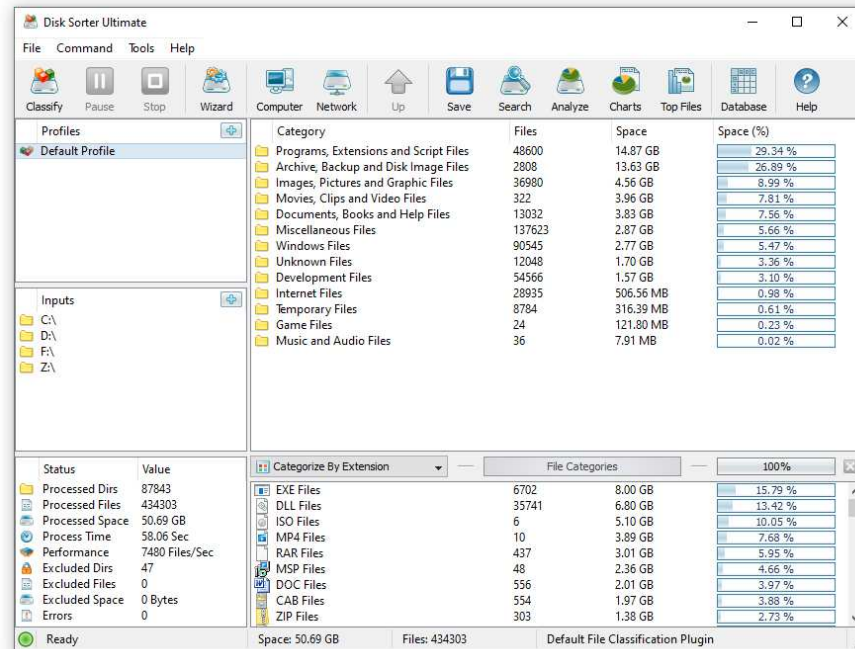 Disk Sorter Ultimate
File Command Tools Help
Classify Pause Stop Wizard Computer Network Up Save Search Analyze Charts Top Files Database Help
Profiles
Default Profile
Inputs
C:\
D:\
F:\
Z:\
Status Value
Processed Dirs 87843
Processed Files 434303
Processed Space 50.69 GB
Process Time 58.06 Sec
Performance 7480 Files/Sec
Excluded Dirs 47
Excluded Files 0
Excluded Space 0 Bytes
Errors 0
Category Files Space Space (%)
Programs, Extensions and Script Files 48600 14.87 GB 29.34 %
Archive, Backup and Disk Image Files 2808 13.63 GB 26.89 %
Images, Pictures and Graphic Files 36980 4.56 GB 8.99 %
Movies, Clips and Video Files 322 3.96 GB 7.81 %
Documents, Books and Help Files 13032 3.83 GB 7.56 %
Miscellaneous Files 137623 2.87 GB 5.66 %
Windows Files 90545 2.77 GB 5.47 %
Unknown Files 12048 1.70 GB 3.36 %
Development Files 54566 1.57 GB 3.10 %
Internet Files 28935 506.56 MB 0.98 %
Temporary Files 8784 316.39 MB 0.61 %
Game Files 24 121.80 MB 0.23 %
Music and Audio Files 36 7.91 MB 0.02 %
Categorize By Extension File Categories 100%
EXE Files 6702 8.00 GB 15.79 %
DLL Files 35741 6.80 GB 13.42 %
ISO Files 6 5.10 GB 10.05 %
MP4 Files 10 3.89 GB 7.68 %
RAR Files 437 3.01 GB 5.95 %
MSP Files 48 2.36 GB 4.66 %
DOC Files 556 2.01 GB 3.97 %
CAB Files 554 1.97 GB 3.88 %
ZIP Files 303 1.38 GB 2.73 %
Ready Space: 50.69 GB Files: 434303 Default File Classification Plugin